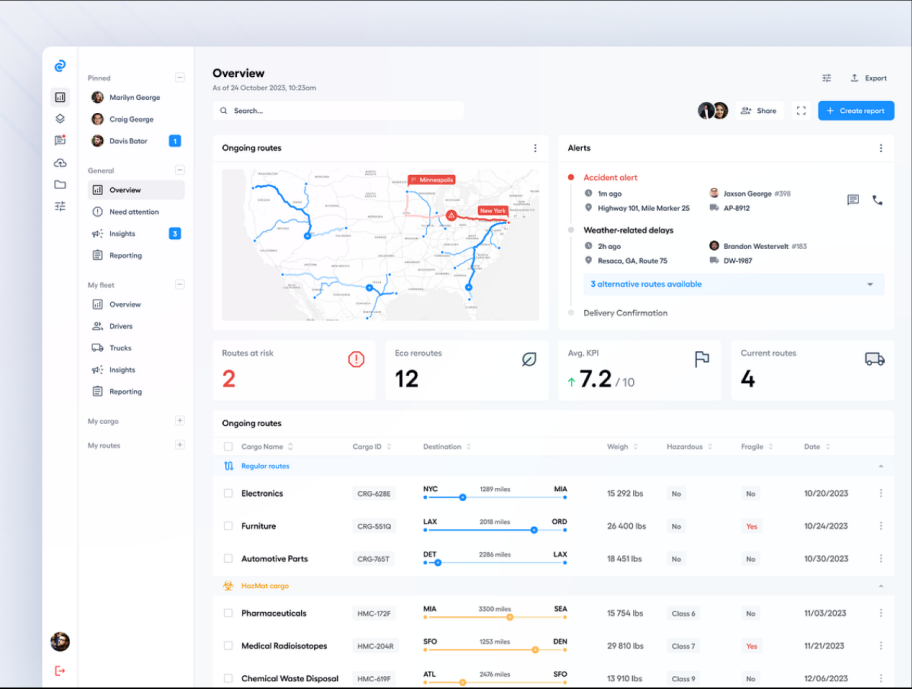 Pinned
Marilyn George
Craig George
Davis Bator 1
General
Overview
Need attention
Insights 3
Reporting
My fleet
Overview
Drivers
Trucks
Insights
Reporting
My cargo
My routes
Overview
As of 24 October 2023, 10:23am
Export
Search...
Share
+ Create report
Ongoing routes
Minneapolis
New York
Alerts
Accident alert
1m ago
Jaxson George #398
Highway 101, Mile Marker 25
AP-8912
Weather-related delays
2h ago
Brandon Westervelt #183
Resaca, GA, Route 75
DW-1987
3 alternative routes available
Delivery Confirmation
Routes at risk
2
Eco reroutes
12
Avg. KPI
7.2 / 10
Current routes
4
Ongoing routes
Cargo Name Cargo ID Destination Weigh Hazardous Fragile Date
Regular routes
Electronics CRG-628E NYC 1289 miles MIA 15 292 lbs No No 10/20/2023
Furniture CRG-551Q LAX 2018 miles ORD 26 400 lbs No Yes 10/24/2023
Automotive Parts CRG-765T DET 2286 miles LAX 18 451 lbs No No 10/30/2023
HazMat cargo
Pharmaceuticals HMC-172F MIA 3300 miles SEA 15 754 lbs Class 6 No 11/03/2023
Medical Radioisotopes HMC-204R SFO 1253 miles DEN 29 810 lbs Class 7 Yes 11/21/2023
Chemical Waste Disposal HMC-619F ATL 2476 miles SFO 13 910 lbs Class 9 No 12/06/2023